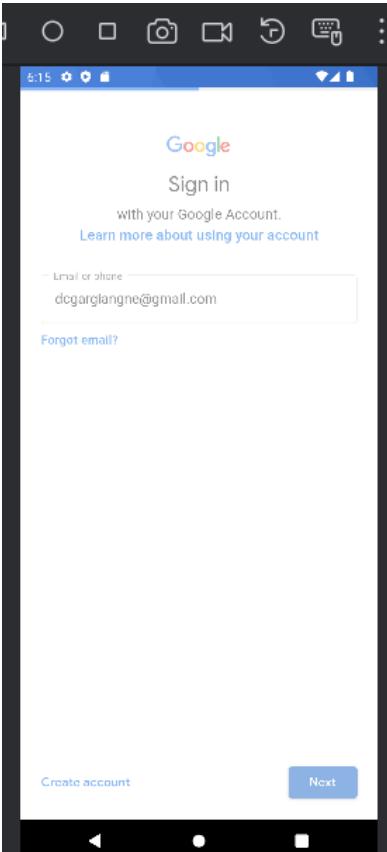 6:15
Google
Sign in
with your Google Account.
Learn more about using your account
Email or phone
dcgarglangne@gmail.com
Forgot email?
Create account
Next